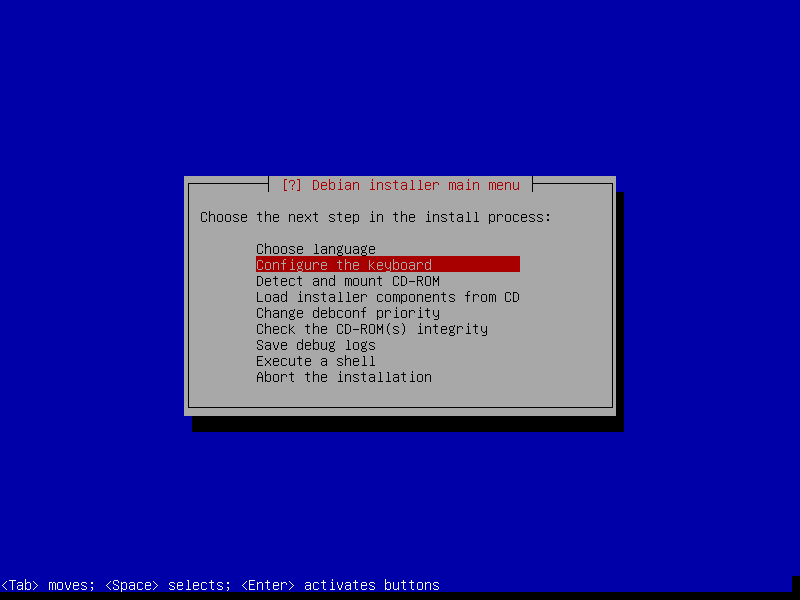 [?] Debian installer main menu
Choose the next step in the install process:
Choose language
Configure the keyboard
Detect and mount CD-ROM
Load installer components from CD
Change debconf priority
Check the CD-ROM(s) integrity
Save debug logs
Execute a shell
Abort the installation
<Tab> moves; <Space> selects; <Enter> activates buttons